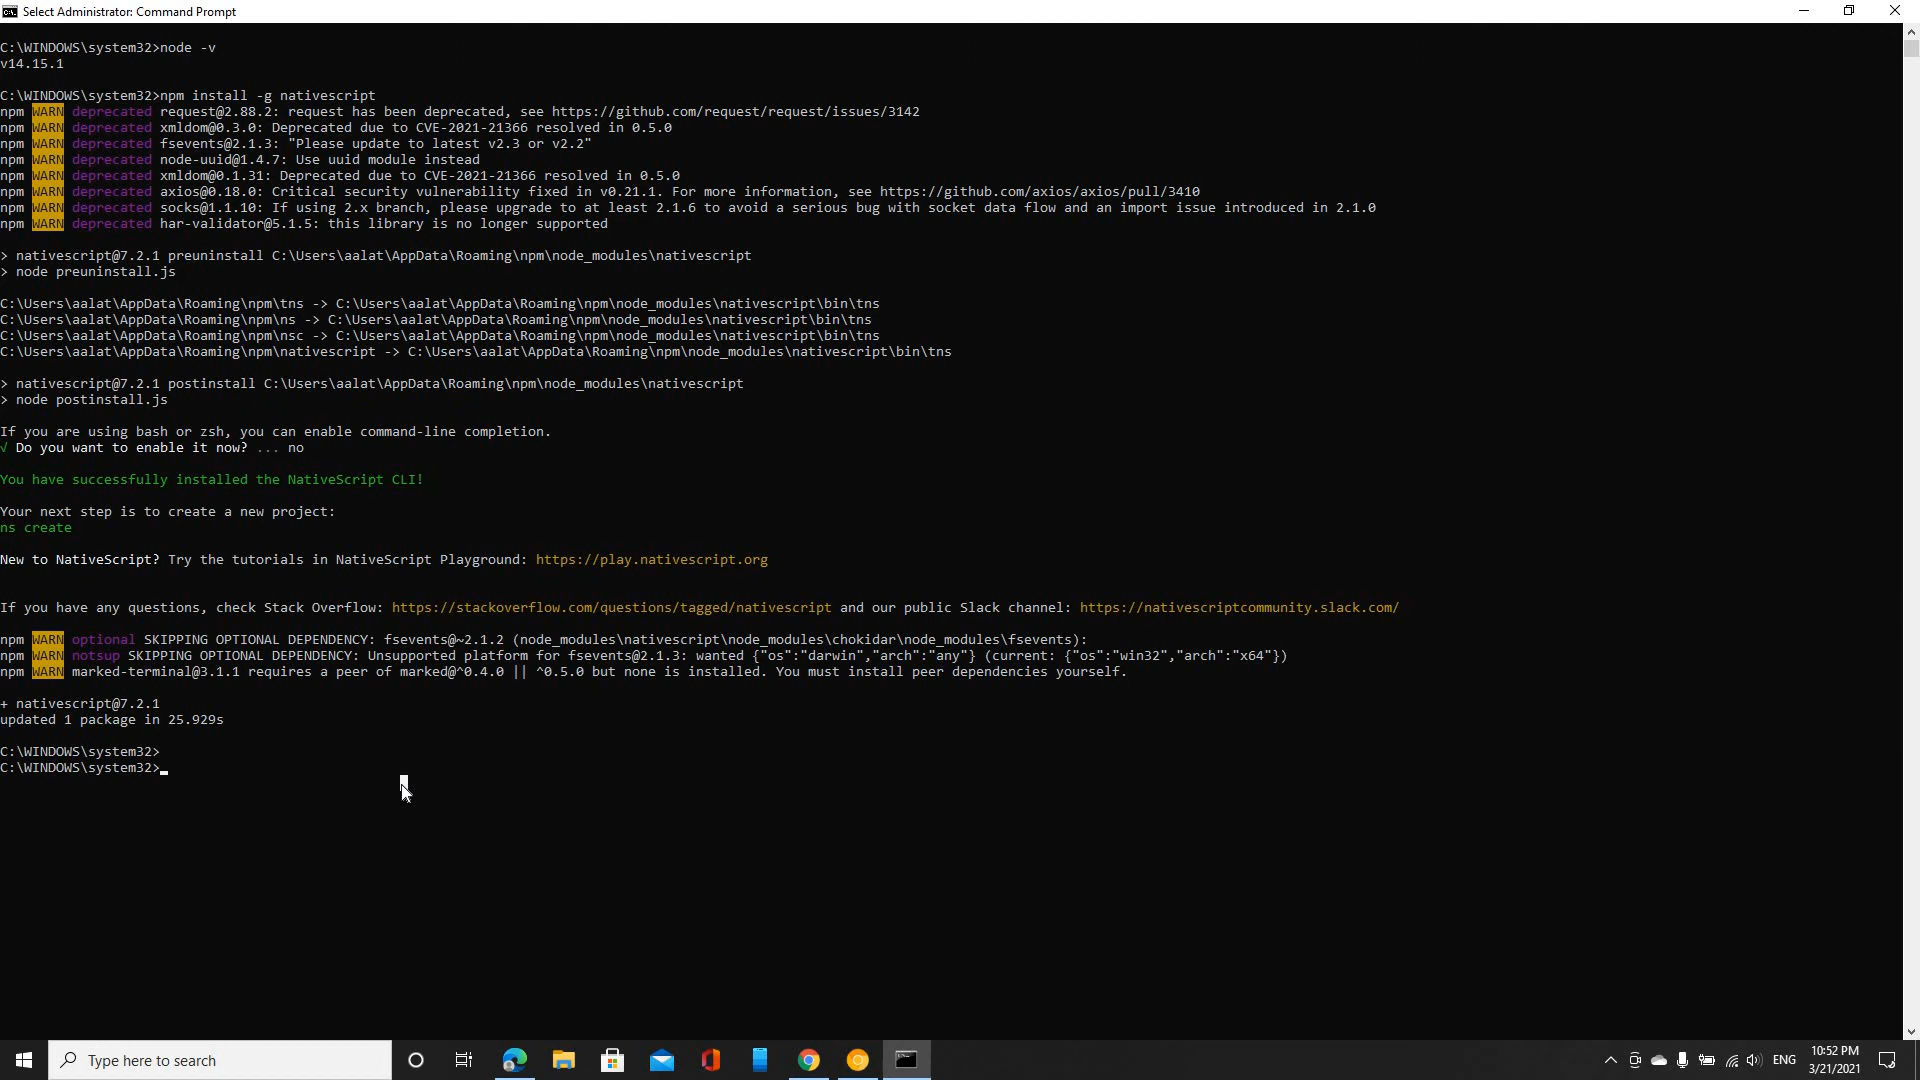 Select Administrator: Command Prompt
C:\WINDOWS\system32>node -v
v14.15.1
C:\WINDOWS\system32>npm install -g nativescript
npm WARN deprecated request@2.88.2: request has been deprecated, see https://github.com/request/request/issues/3142
npm WARN deprecated xmldom@0.3.0: Deprecated due to CVE-2021-21366 resolved in 0.5.0
npm WARN deprecated fsevents@2.1.3: "Please update to latest v2.3 or v2.2"
npm WARN deprecated node-uuid@1.4.7: Use uuid module instead
npm WARN deprecated xmldom@0.1.31: Deprecated due to CVE-2021-21366 resolved in 0.5.0
npm WARN deprecated axios@0.18.0: Critical security vulnerability fixed in v0.21.1. For more information, see https://github.com/axios/axios/pull/3410
npm WARN deprecated socks@1.1.10: If using 2.x branch, please upgrade to at least 2.1.6 to avoid a serious bug with socket data flow and an import issue introduced in 2.1.0
npm WARN deprecated har-validator@5.1.5: this library is no longer supported
> nativescript@7.2.1 preuninstall C:\Users\aalat\AppData\Roaming\npm\node_modules\nativescript
> node preuninstall.js
C:\Users\aalat\AppData\Roaming\npm\tns -> C:\Users\aalat\AppData\Roaming\npm\node_modules\nativescript\bin\tns
C:\Users\aalat\AppData\Roaming\npm\ns -> C:\Users\aalat\AppData\Roaming\npm\node_modules\nativescript\bin\tns
C:\Users\aalat\AppData\Roaming\npm\nsc -> C:\Users\aalat\AppData\Roaming\npm\node_modules\nativescript\bin\tns
C:\Users\aalat\AppData\Roaming\npm\nativescript -> C:\Users\aalat\AppData\Roaming\npm\node_modules\nativescript\bin\tns
> nativescript@7.2.1 postinstall C:\Users\aalat\AppData\Roaming\npm\node_modules\nativescript
> node postinstall.js
If you are using bash or zsh, you can enable command-line completion.
√ Do you want to enable it now? ... no
You have successfully installed the NativeScript CLI!
Your next step is to create a new project:
ns create
New to NativeScript? Try the tutorials in NativeScript Playground: https://play.nativescript.org
If you have any questions, check Stack Overflow: https://stackoverflow.com/questions/tagged/nativescript and our public Slack channel: https://nativescriptcommunity.slack.com/
npm WARN optional SKIPPING OPTIONAL DEPENDENCY: fsevents@~2.1.2 (node_modules\nativescript\node_modules\chokidar\node_modules\fsevents):
npm WARN notsup SKIPPING OPTIONAL DEPENDENCY: Unsupported platform for fsevents@2.1.3: wanted {"os":"darwin","arch":"any"} (current: {"os":"win32","arch":"x64"})
npm WARN marked-terminal@3.1.1 requires a peer of marked@^0.4.0 || ^0.5.0 but none is installed. You must install peer dependencies yourself.
+ nativescript@7.2.1
updated 1 package in 25.929s
C:\WINDOWS\system32>
C:\WINDOWS\system32>
Type here to search
ENG
10:52 PM
3/21/2021